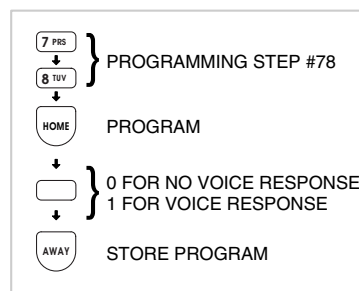 7 PRS
8 TUV
PROGRAMMING STEP #78
HOME
PROGRAM
0 FOR NO VOICE RESPONSE
1 FOR VOICE RESPONSE
AWAY
STORE PROGRAM